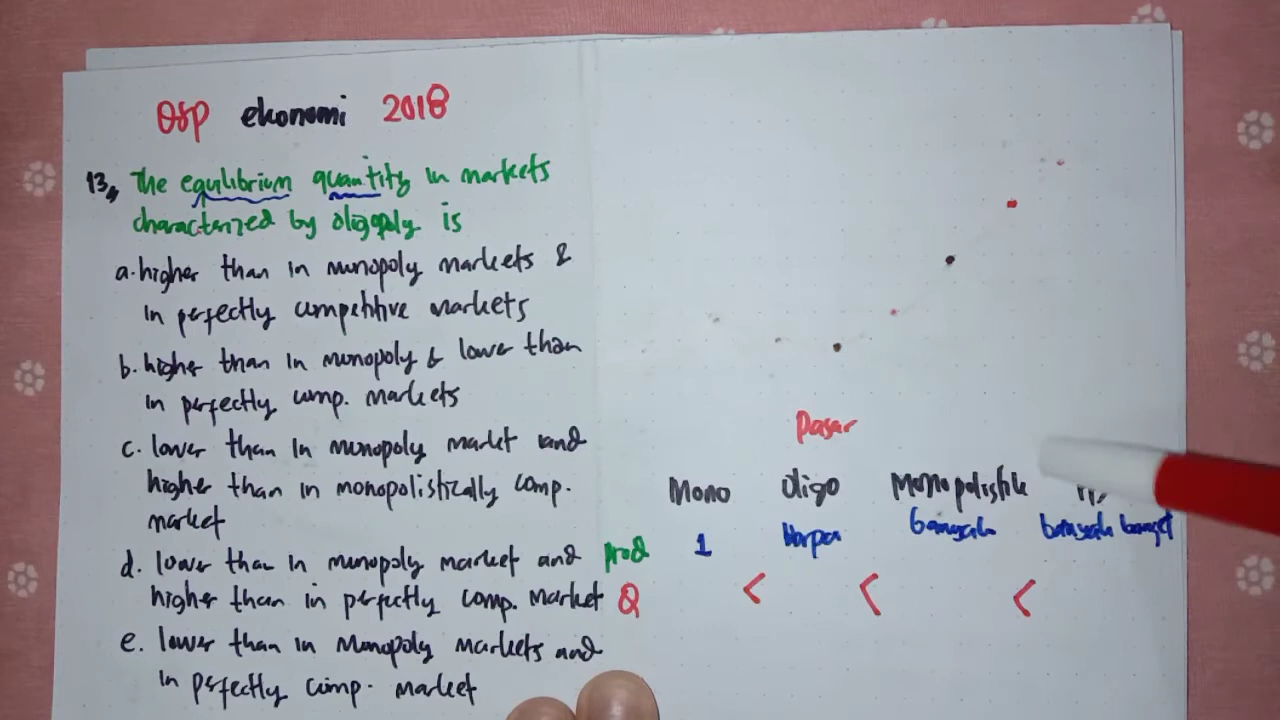 OSP ekonomi 2018
13,, The equlibrium quantity in markets
characterized by oligopoly is
a. higher than in monopoly markets &
in perfectly competitive markets
b. higher than in monopoly & lower than
in perfectly comp. markets
c. lower than in monopoly market and
higher than in monopolistically comp.
market
d. lower than in monopoly market and
higher than in perfectly comp. market
e. lower than in monopoly markets and
in perfectly comp. market
Pasar
Mono Oligo Monopolistik
Prod 1 banyak banyak banget
Q < < <